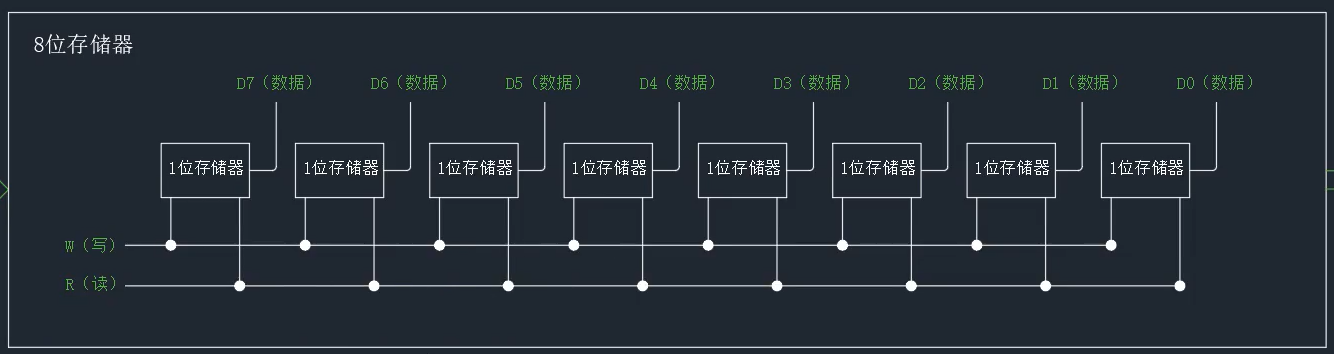 8位存储器
D7（数据） D6（数据） D5（数据） D4（数据） D3（数据） D2（数据） D1（数据） D0（数据）
1位存储器 1位存储器 1位存储器 1位存储器 1位存储器 1位存储器 1位存储器 1位存储器
W（写）
R（读）